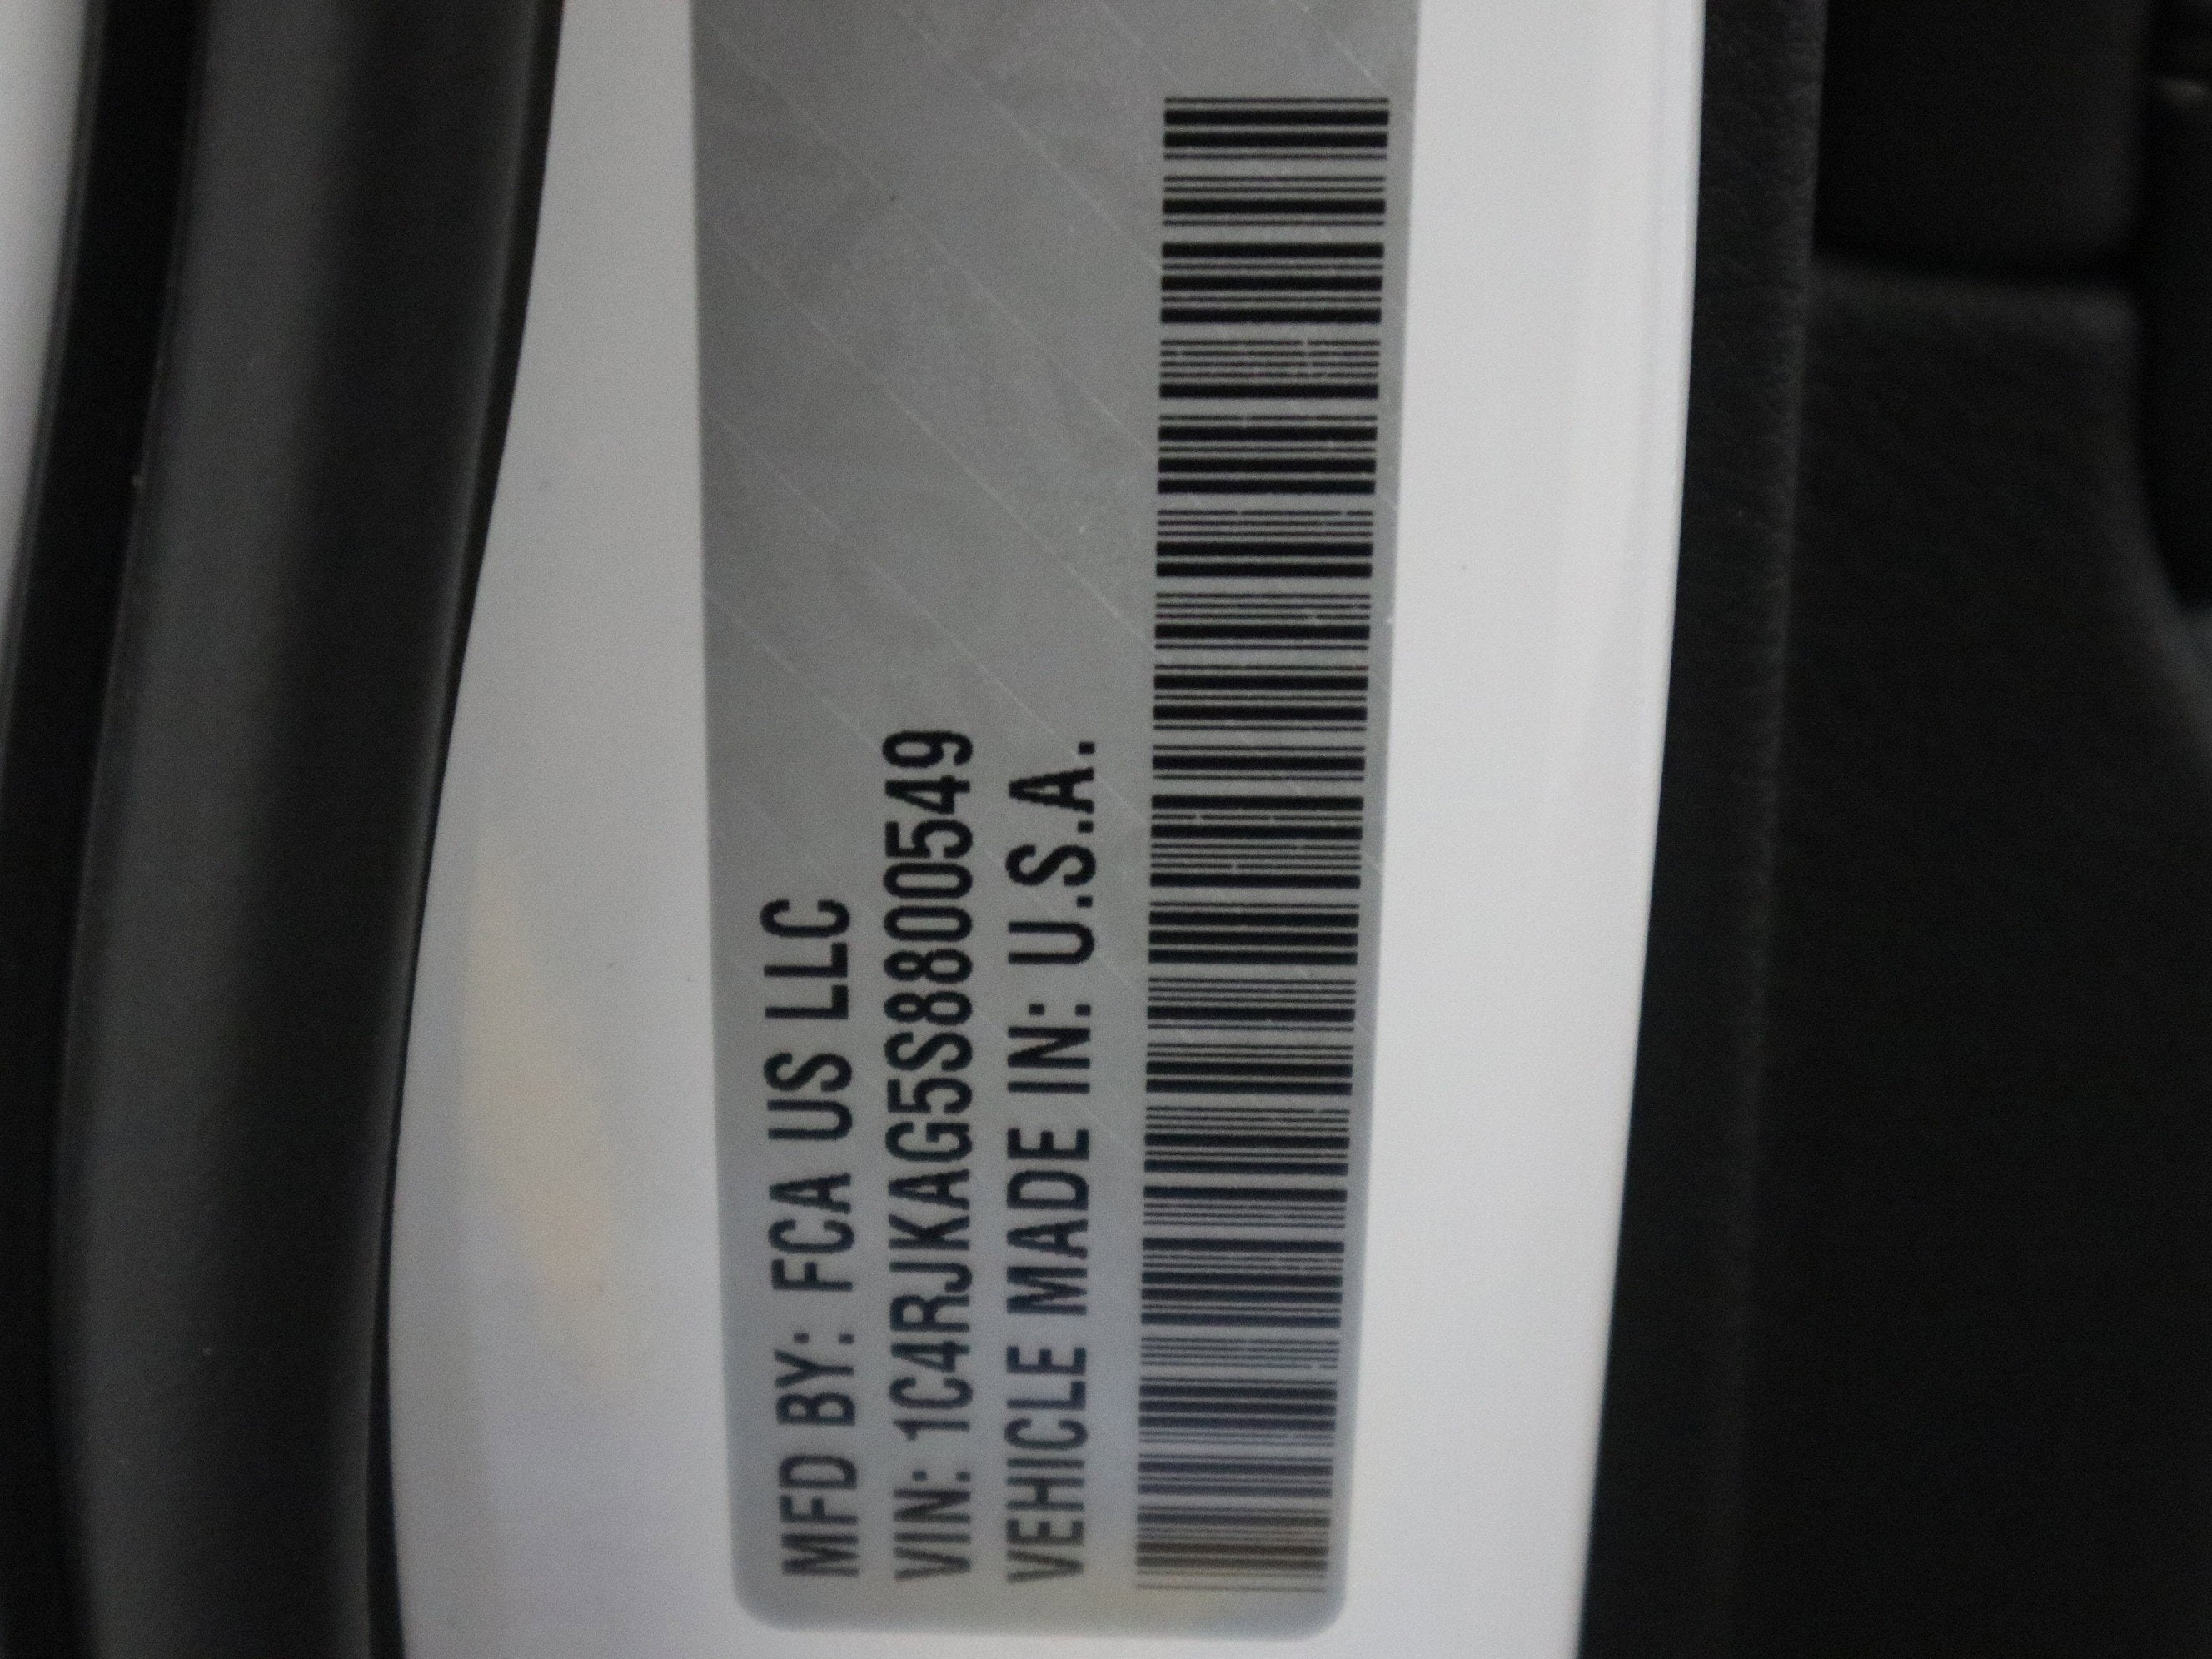 MFD BY: FCA US LLC
VIN: 1C4RJKAG5S8800549
VEHICLE MADE IN: U.S.A.